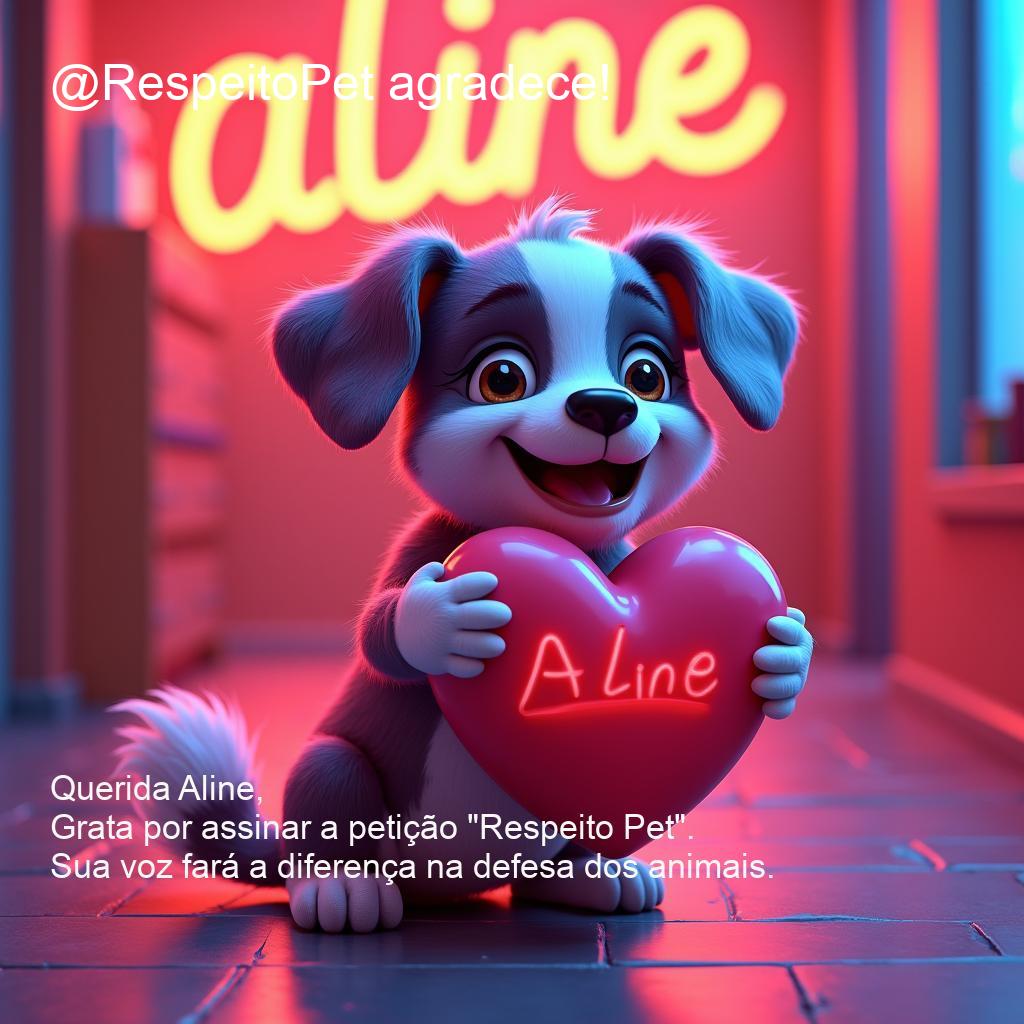 aline
@RespeitoPet agradece!
A Line
Querida Aline,
Grata por assinar a petição "Respeito Pet".
Sua voz fará a diferença na defesa dos animais.